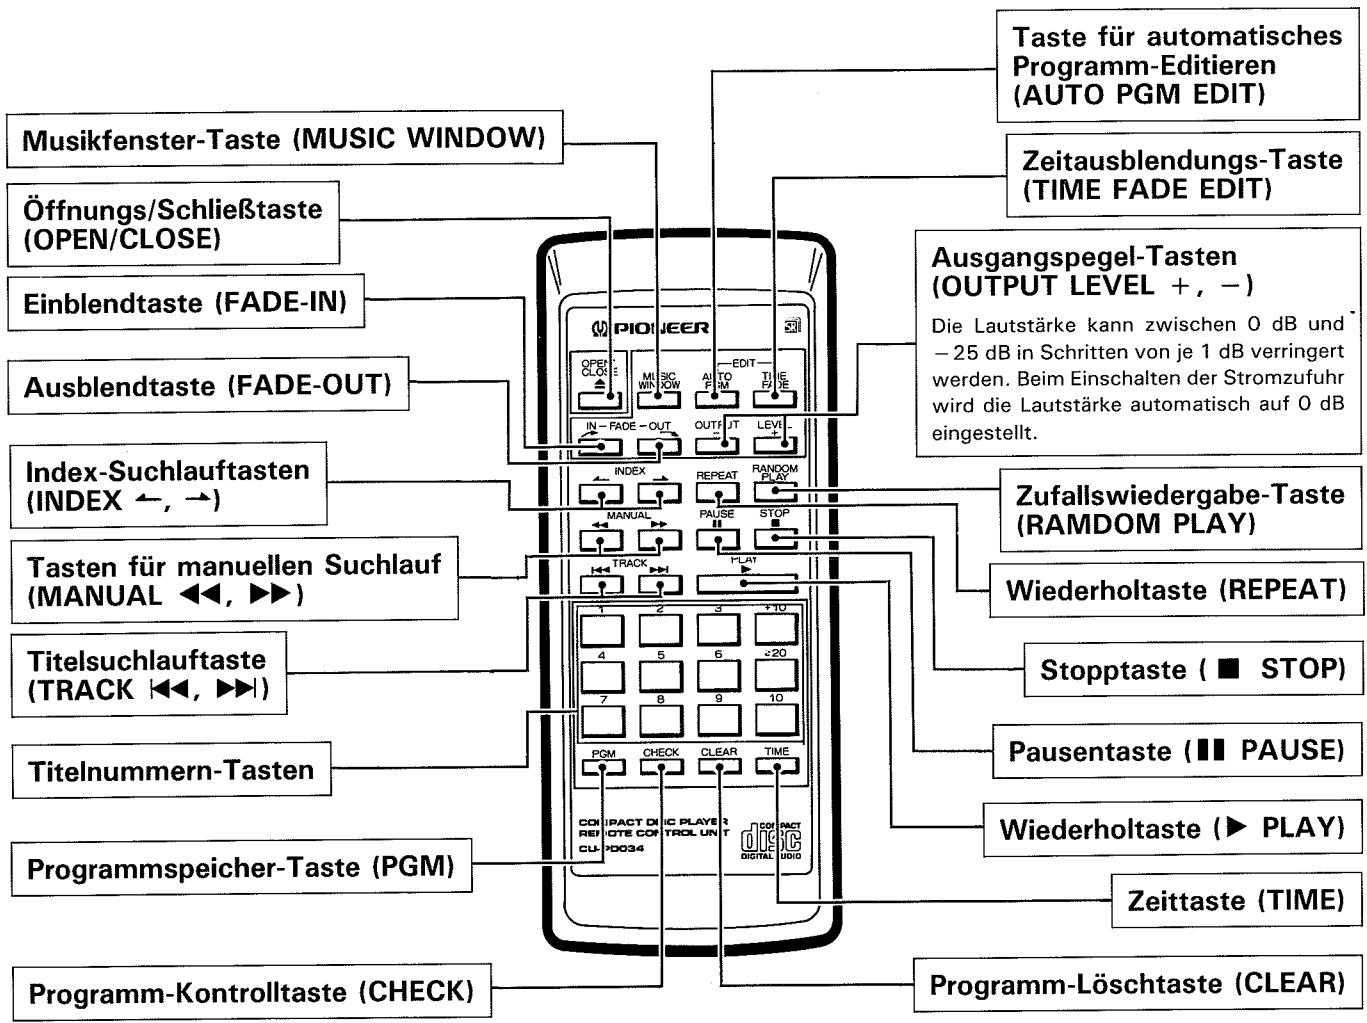 Taste für automatisches
Programm-Editieren
(AUTO PGM EDIT)
Musikfenster-Taste (MUSIC WINDOW)
Zeitausblendungs-Taste
(TIME FADE EDIT)
Öffnungs/Schließtaste
(OPEN/CLOSE)
Ausgangspegel-Tasten
(OUTPUT LEVEL +, −)
Die Lautstärke kann zwischen 0 dB und
−25 dB in Schritten von je 1 dB verringert
werden. Beim Einschalten der Stromzufuhr
wird die Lautstärke automatisch auf 0 dB
eingestellt.
Einblendtaste (FADE-IN)
Ausblendtaste (FADE-OUT)
Index-Suchlauftasten
(INDEX ←, →)
Zufallswiedergabe-Taste
(RAMDOM PLAY)
Tasten für manuellen Suchlauf
(MANUAL ◀◀, ▶▶)
Wiederholtaste (REPEAT)
Titelsuchlauftaste
(TRACK |◀◀, ▶▶|)
Stopptaste ( ■ STOP)
Titelnummern-Tasten
Pausentaste (▮▮ PAUSE)
Programmspeicher-Taste (PGM)
Wiederholtaste (▶ PLAY)
Zeittaste (TIME)
Programm-Kontrolltaste (CHECK)
Programm-Löschtaste (CLEAR)
PIONEER
SR
EDIT
OPEN/ CLOSE ▲
MUSIC WINDOW
AUTO PGM
TIME FADE
IN – FADE – OUT
OUTPUT − LEVEL +
INDEX
REPEAT
RANDOM PLAY
MANUAL
◀◀ ▶▶
PAUSE ▮▮
STOP ■
TRACK
|◀◀ ▶▶|
PLAY ▶
1 2 3 +10
4 5 6 ≥20
7 8 9 10
PGM CHECK CLEAR TIME
COMPACT DISC PLAYER
REMOTE CONTROL UNIT
CU-PD034
COMPACT
disc
DIGITAL AUDIO